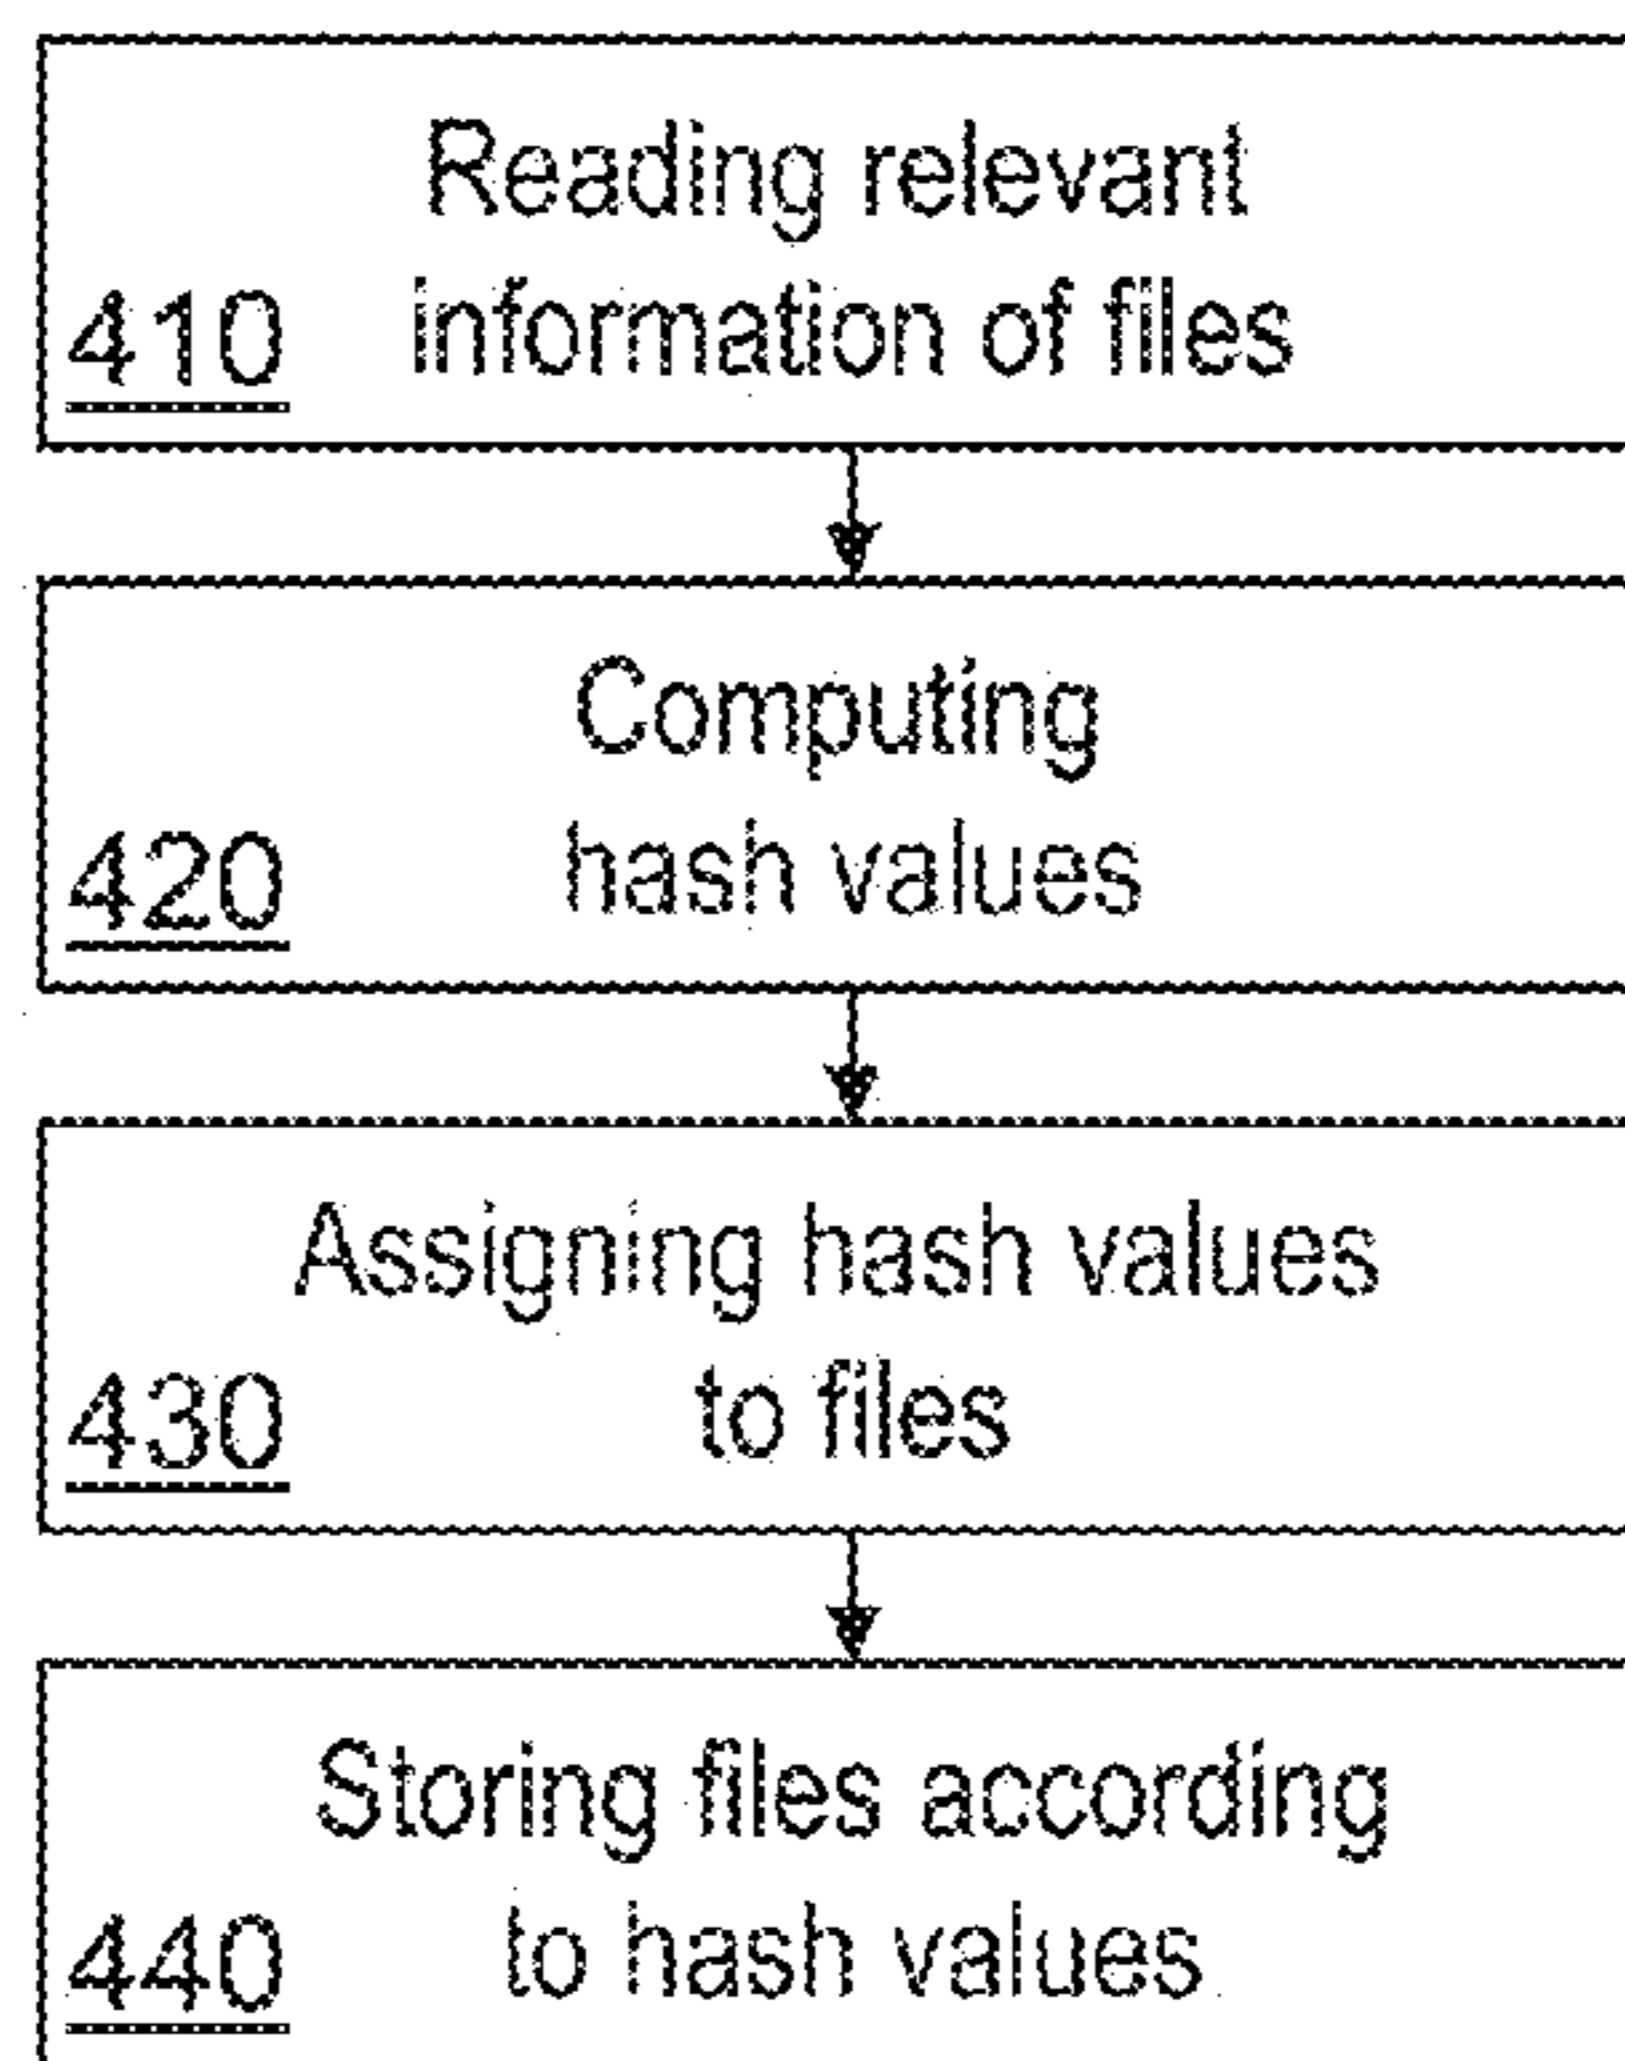 Reading relevant
410 information of files
Computing
420 hash values
Assigning hash values
430 to files
Storing files according
440 to hash values